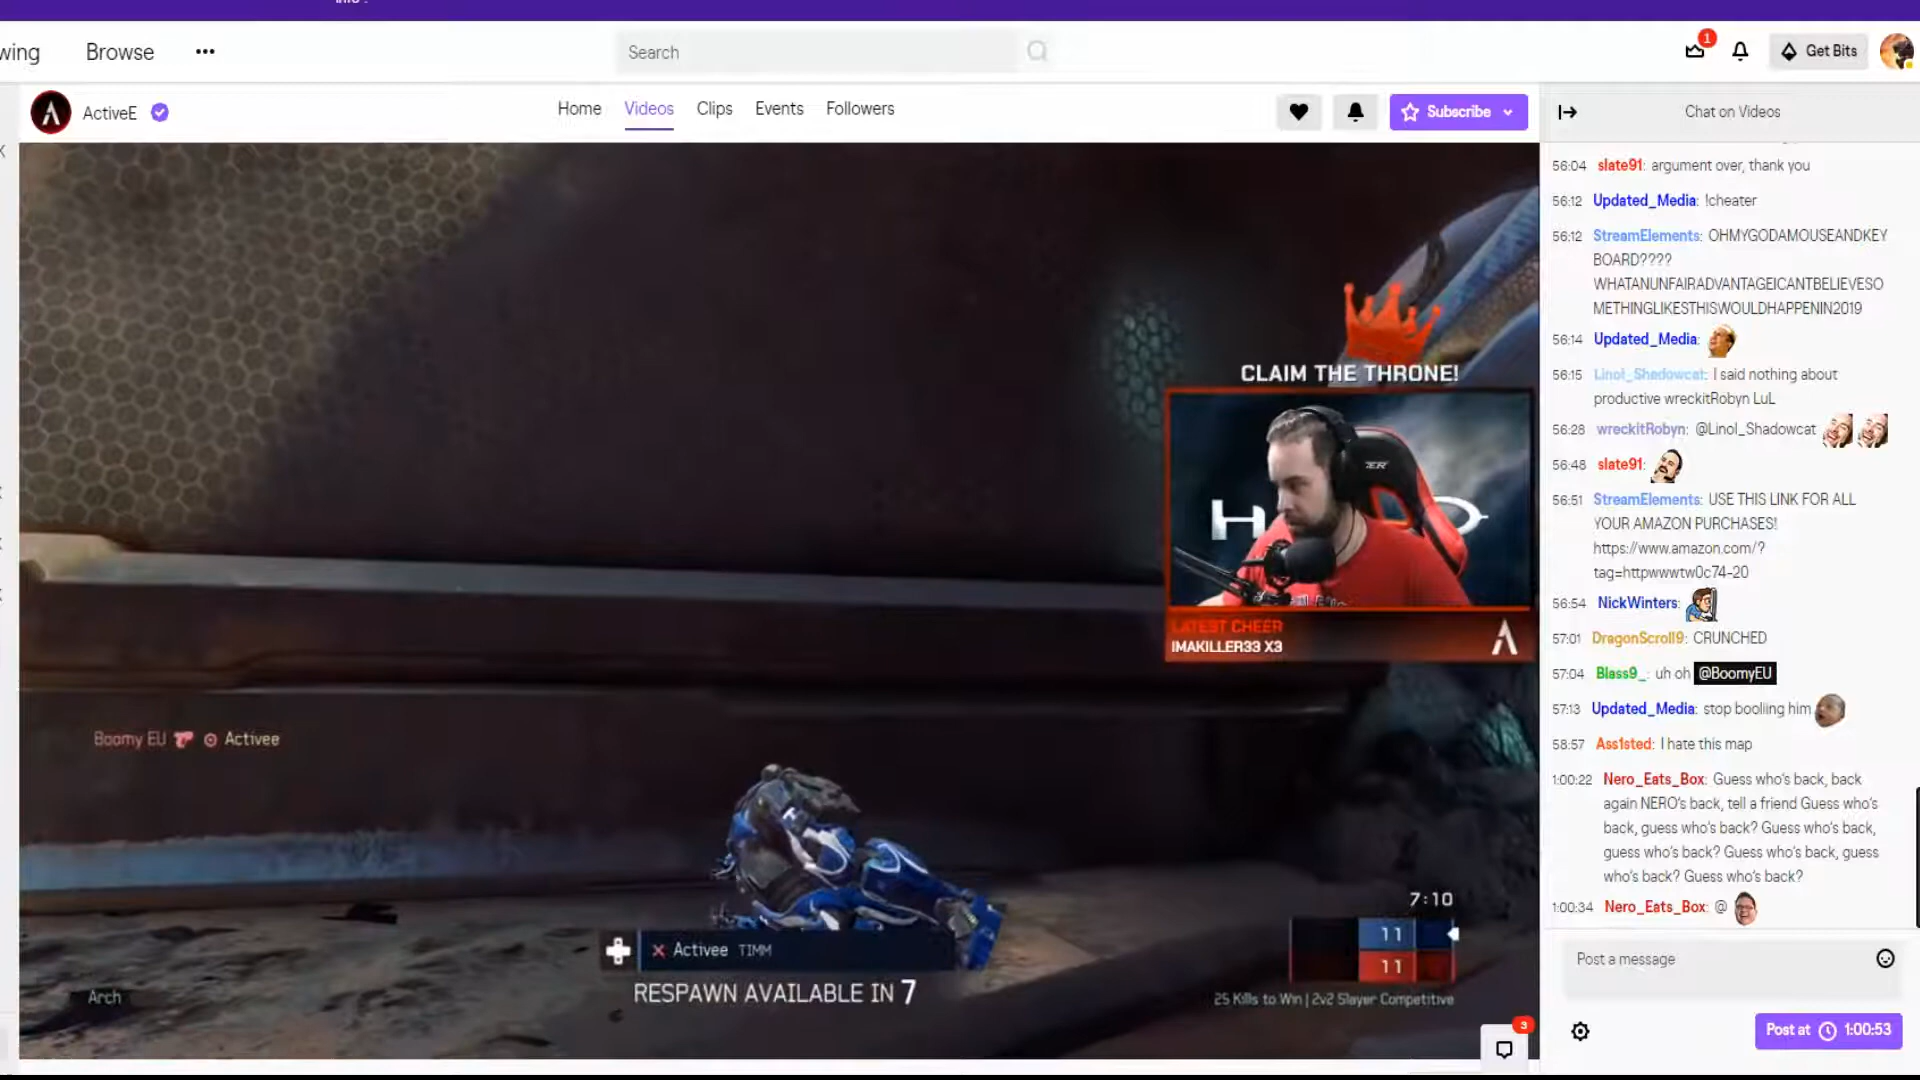 wing
Browse
Search
1
Get Bits
ActiveE
Home
Videos
Clips
Events
Followers
Subscribe
Chat on Videos
56:04 slate91: argument over, thank you
56:12 Updated_Media: !cheater
56:12 StreamElements: OHMYGODAMOUSEANDKEY
BOARD????
WHATANUNFAIRADVANTAGEICANTBELIEVESO
METHINGLIKESTHISWOULDHAPPENIN2019
56:14 Updated_Media:
56:15 Linol_Shadowcat: I said nothing about
productive wreckitRobyn LuL
56:28 wreckitRobyn: @Linol_Shadowcat
56:48 slate91:
56:51 StreamElements: USE THIS LINK FOR ALL
YOUR AMAZON PURCHASES!
https://www.amazon.com/?
tag=httpwwwtw0c74-20
56:54 NickWinters:
57:01 DragonScroll9: CRUNCHED
57:04 Blass9_: uh oh @BoomyEU
57:13 Updated_Media: stop booliing him
58:57 Ass1sted: I hate this map
1:00:22 Nero_Eats_Box: Guess who's back, back
again NERO's back, tell a friend Guess who's
back, guess who's back? Guess who's back,
guess who's back? Guess who's back, guess
who's back? Guess who's back?
1:00:34 Nero_Eats_Box: @
Post a message
Post at 1:00:53
CLAIM THE THRONE!
LATEST CHEER
IMAKILLER33 X3
Boomy EU Activee
7:10
11
11
Activee TIMM
RESPAWN AVAILABLE IN 7
Arch
25 Kills to Win | 2v2 Slayer Competitive
3